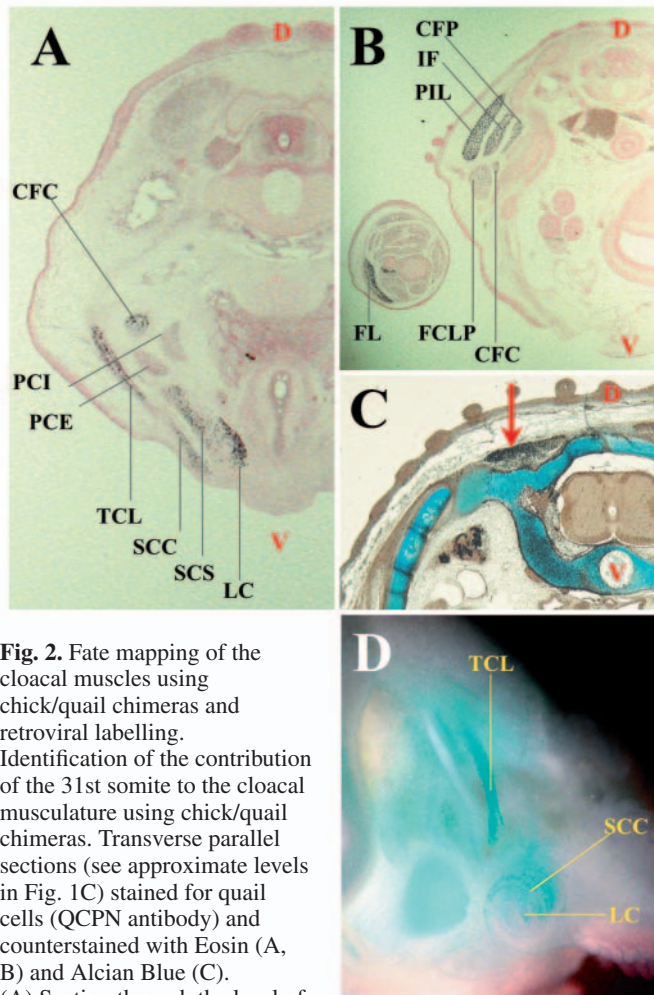 A
D
CFC
PCI
PCE
TCL
SCC
SCS
LC
V
B
D
CFP
IF
PIL
FL
FCLP
CFC
V
C
D
V
D
TCL
SCC
LC
Fig. 2. Fate mapping of the
cloacal muscles using
chick/quail chimeras and
retroviral labelling.
Identification of the contribution
of the 31st somite to the cloacal
musculature using chick/quail
chimeras. Transverse parallel
sections (see approximate levels
in Fig. 1C) stained for quail
cells (QCPN antibody) and
counterstained with Eosin (A,
B) and Alcian Blue (C).